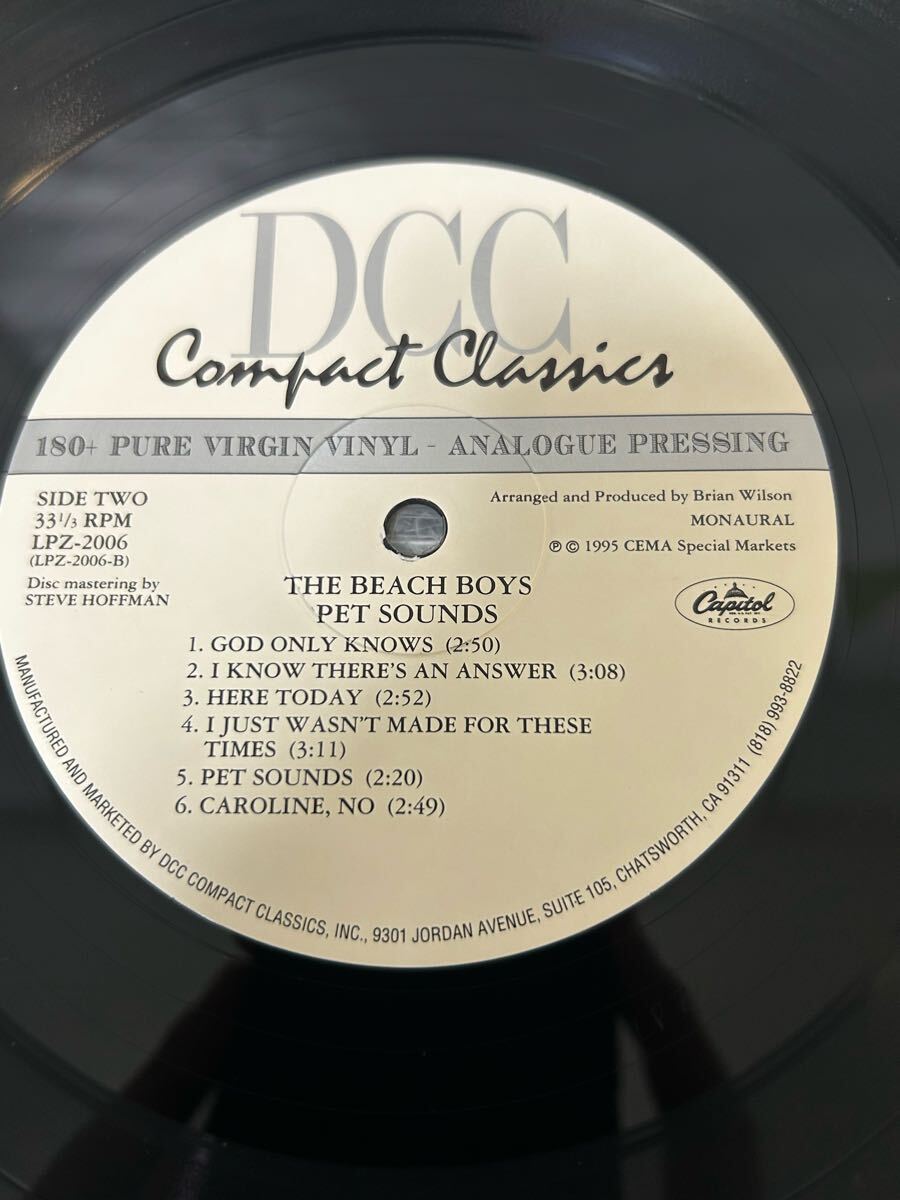 DCC
Compact Classics
180+ PURE VIRGIN VINYL - ANALOGUE PRESSING
SIDE TWO
33 1/3 RPM
LPZ-2006
(LPZ-2006-B)
Disc mastering by
STEVE HOFFMAN
Arranged and Produced by Brian Wilson
MONAURAL
℗ © 1995 CEMA Special Markets
Capitol
RECORDS
THE BEACH BOYS
PET SOUNDS
1. GOD ONLY KNOWS (2:50)
2. I KNOW THERE'S AN ANSWER (3:08)
3. HERE TODAY (2:52)
4. I JUST WASN'T MADE FOR THESE
TIMES (3:11)
5. PET SOUNDS (2:20)
6. CAROLINE, NO (2:49)
MANUFACTURED AND MARKETED BY DCC COMPACT CLASSICS, INC., 9301 JORDAN AVENUE, SUITE 105, CHATSWORTH, CA 91311 (818) 993-8822